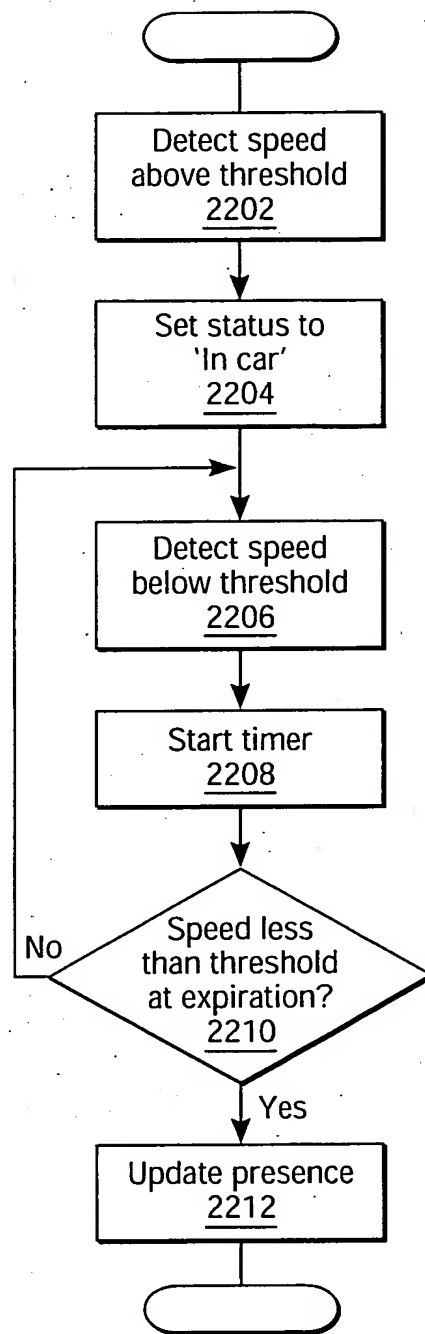 Detect speed
above threshold
2202
Set status to
'In car'
2204
Detect speed
below threshold
2206
Start timer
2208
No
Speed less
than threshold
at expiration?
2210
Yes
Update presence
2212